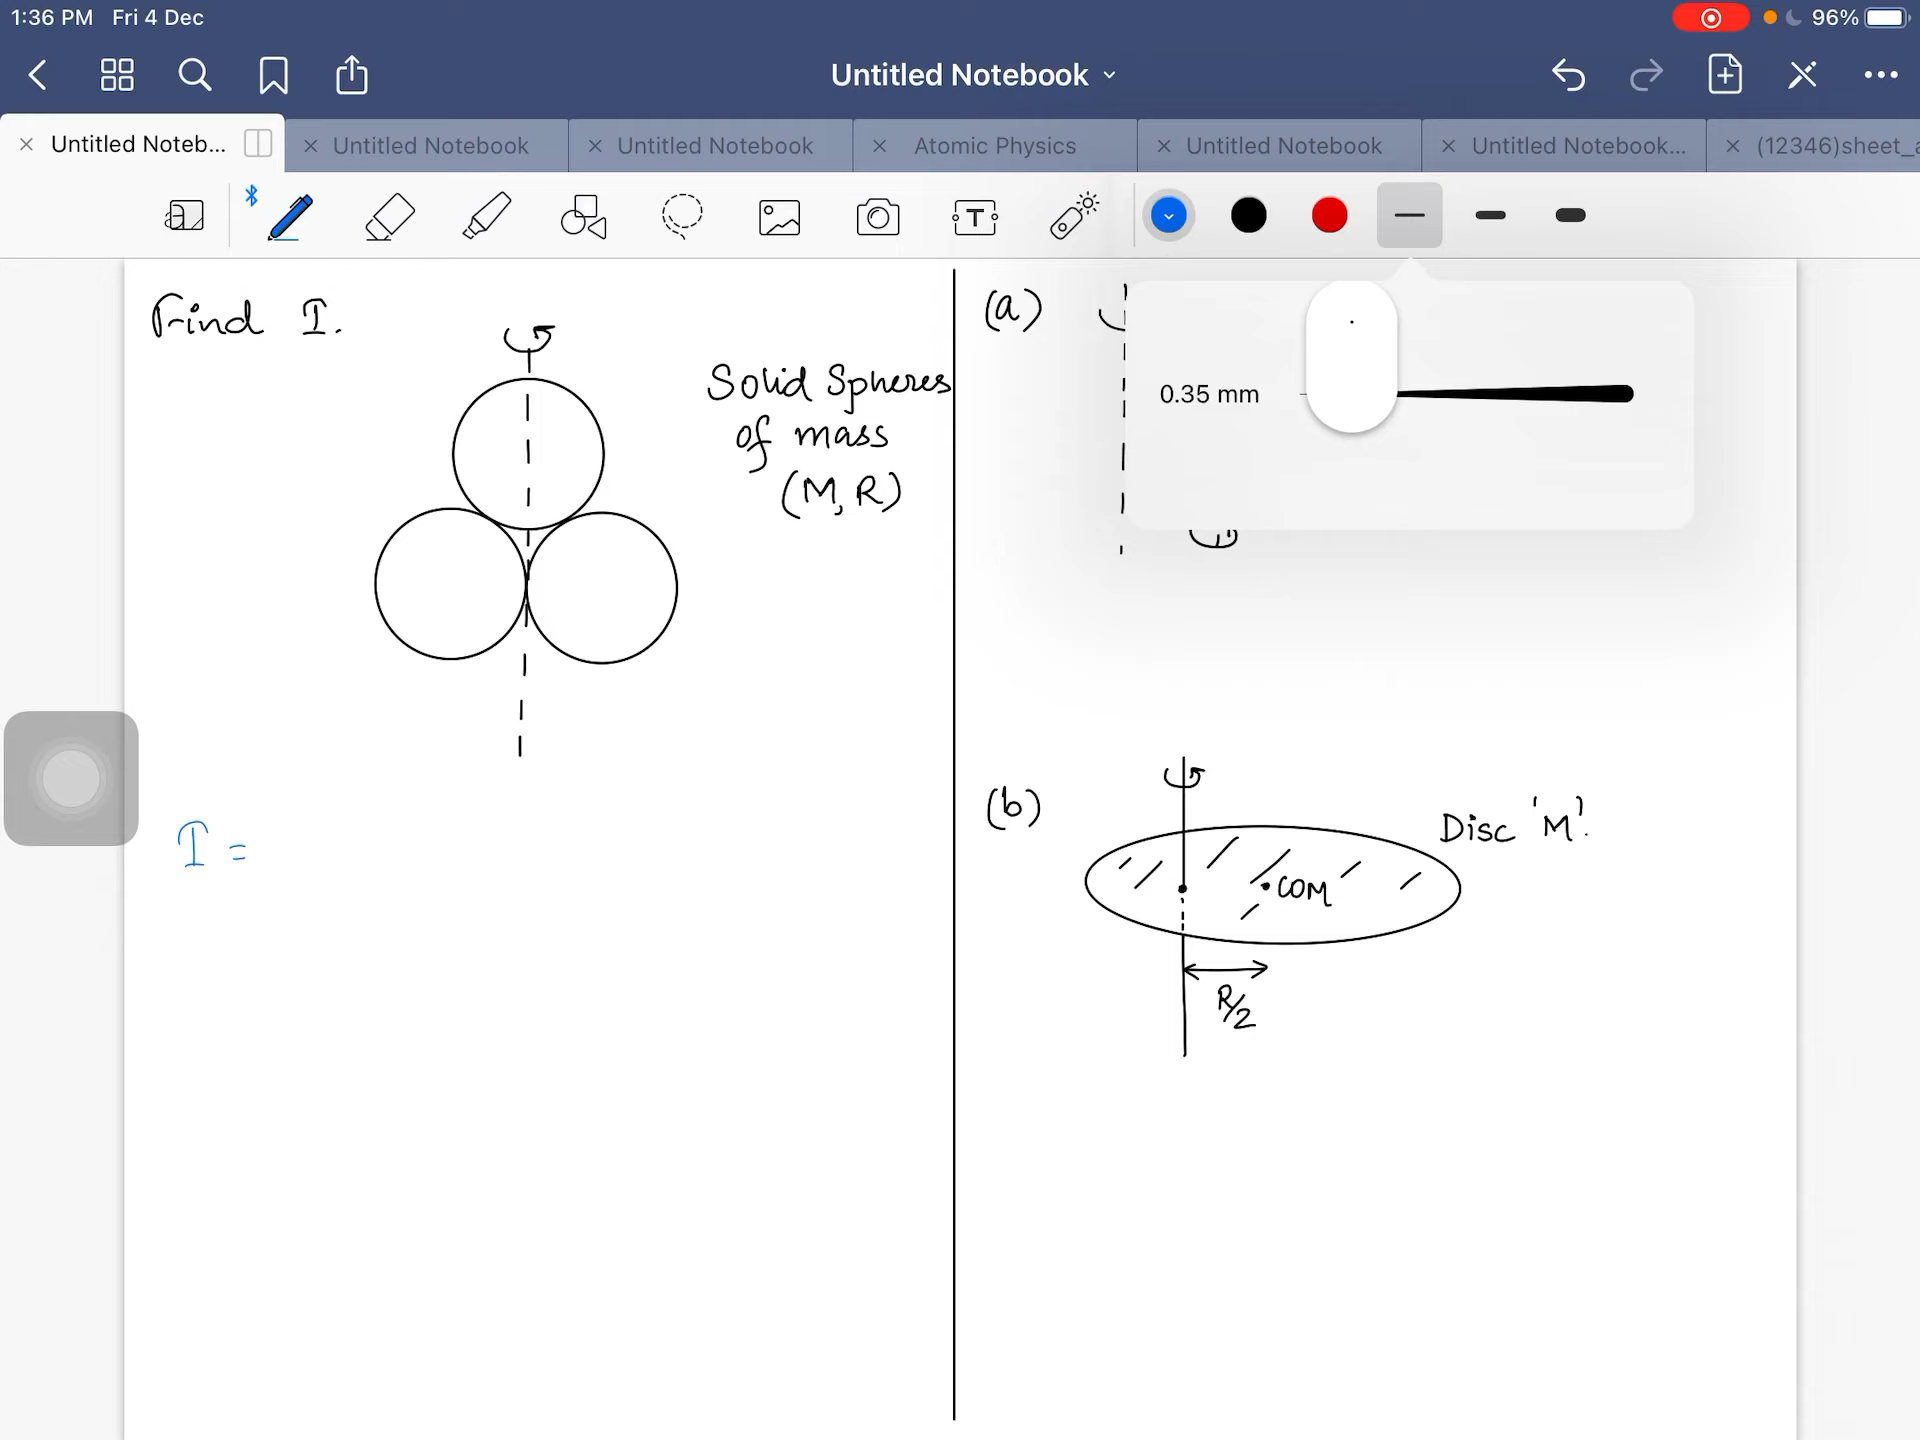 1:36 PM Fri 4 Dec
96%
Untitled Notebook
Untitled Noteb...
Untitled Notebook
Untitled Notebook
Atomic Physics
Untitled Notebook
Untitled Notebook...
(12346)sheet_a
Find I.
Solid Spheres
of mass
(M, R)
I =
(a)
0.35 mm
(b)
Disc 'M'.
COM
R/2